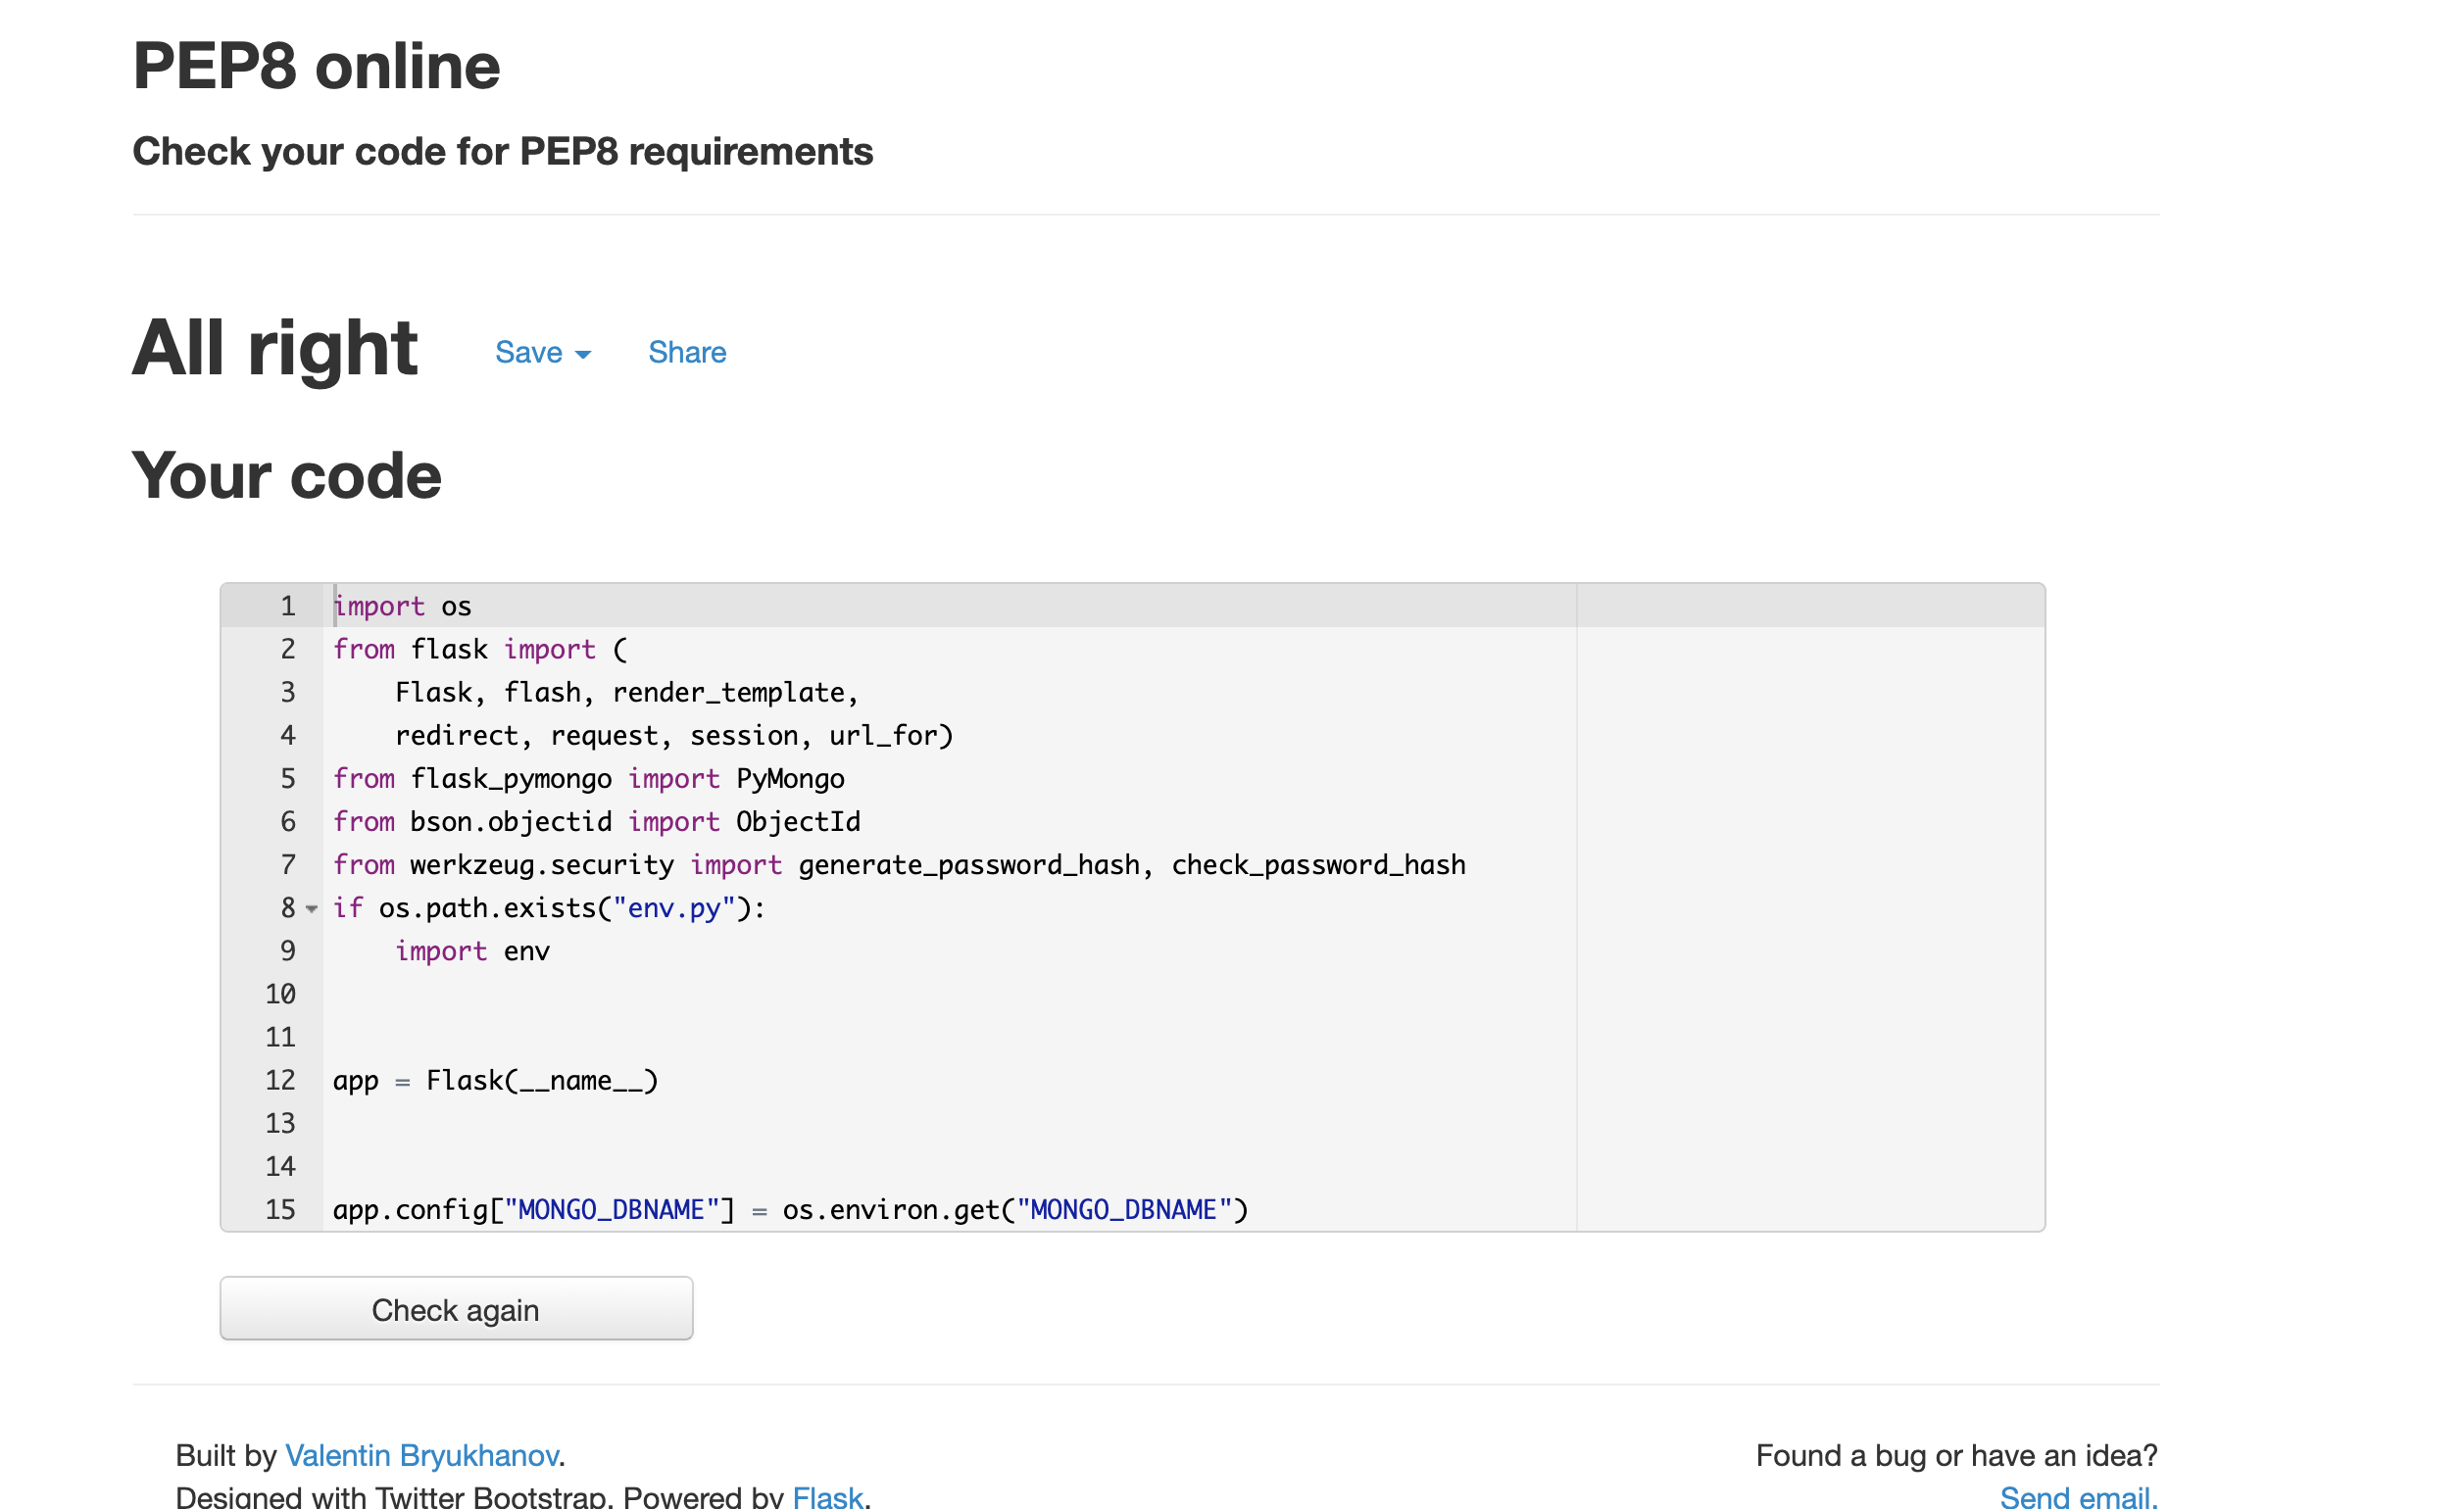 PEP8 online
Check your code for PEP8 requirements
All right Save Share
Your code
1 import os
2 from flask import (
3     Flask, flash, render_template,
4     redirect, request, session, url_for)
5 from flask_pymongo import PyMongo
6 from bson.objectid import ObjectId
7 from werkzeug.security import generate_password_hash, check_password_hash
8 if os.path.exists("env.py"):
9     import env
10
11
12 app = Flask(__name__)
13
14
15 app.config["MONGO_DBNAME"] = os.environ.get("MONGO_DBNAME")
Check again
Built by Valentin Bryukhanov. Found a bug or have an idea?
Designed with Twitter Bootstrap. Powered by Flask. Send email.